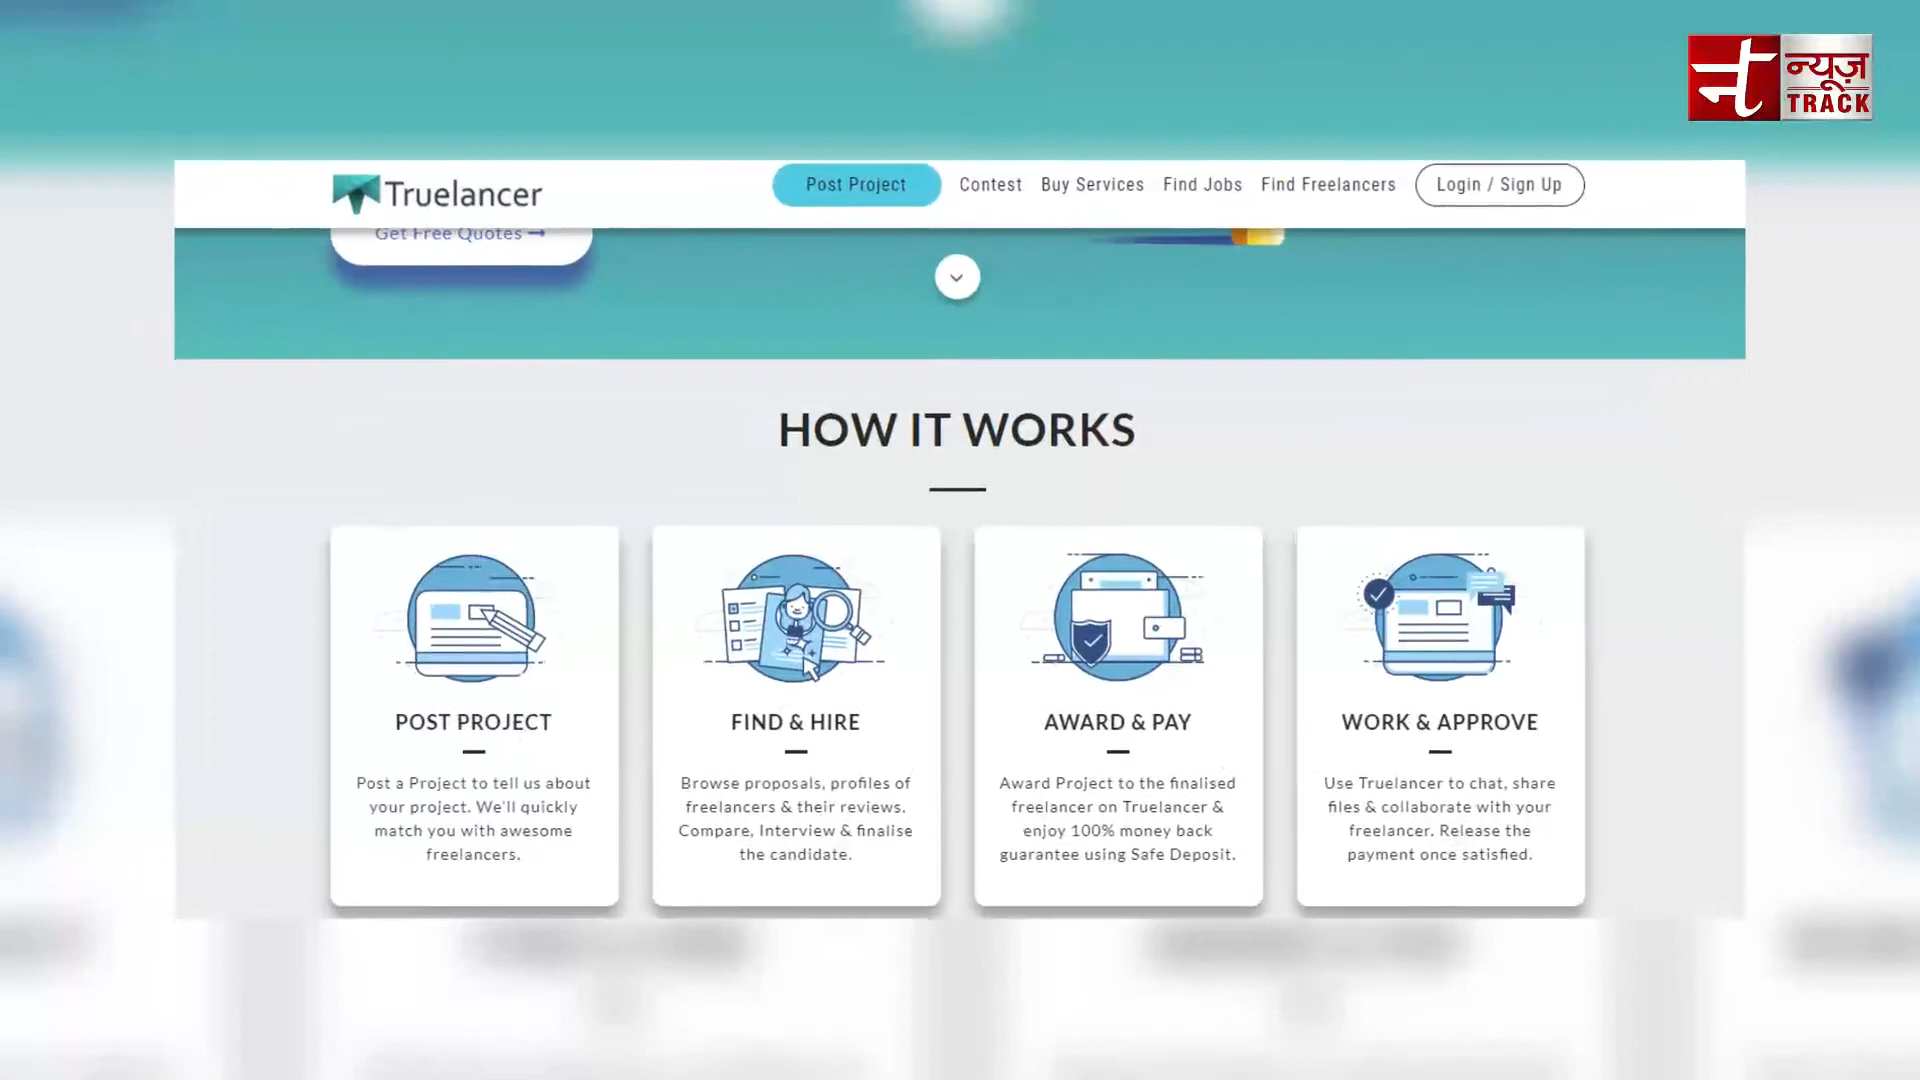 न्यूज़
TRACK
Truelancer
Post Project
Contest
Buy Services
Find Jobs
Find Freelancers
Login / Sign Up
Get Free Quotes →
HOW IT WORKS
POST PROJECT
Post a Project to tell us about
your project. We'll quickly
match you with awesome
freelancers.
FIND & HIRE
Browse proposals, profiles of
freelancers & their reviews.
Compare, Interview & finalise
the candidate.
AWARD & PAY
Award Project to the finalised
freelancer on Truelancer &
enjoy 100% money back
guarantee using Safe Deposit.
WORK & APPROVE
Use Truelancer to chat, share
files & collaborate with your
freelancer. Release the
payment once satisfied.